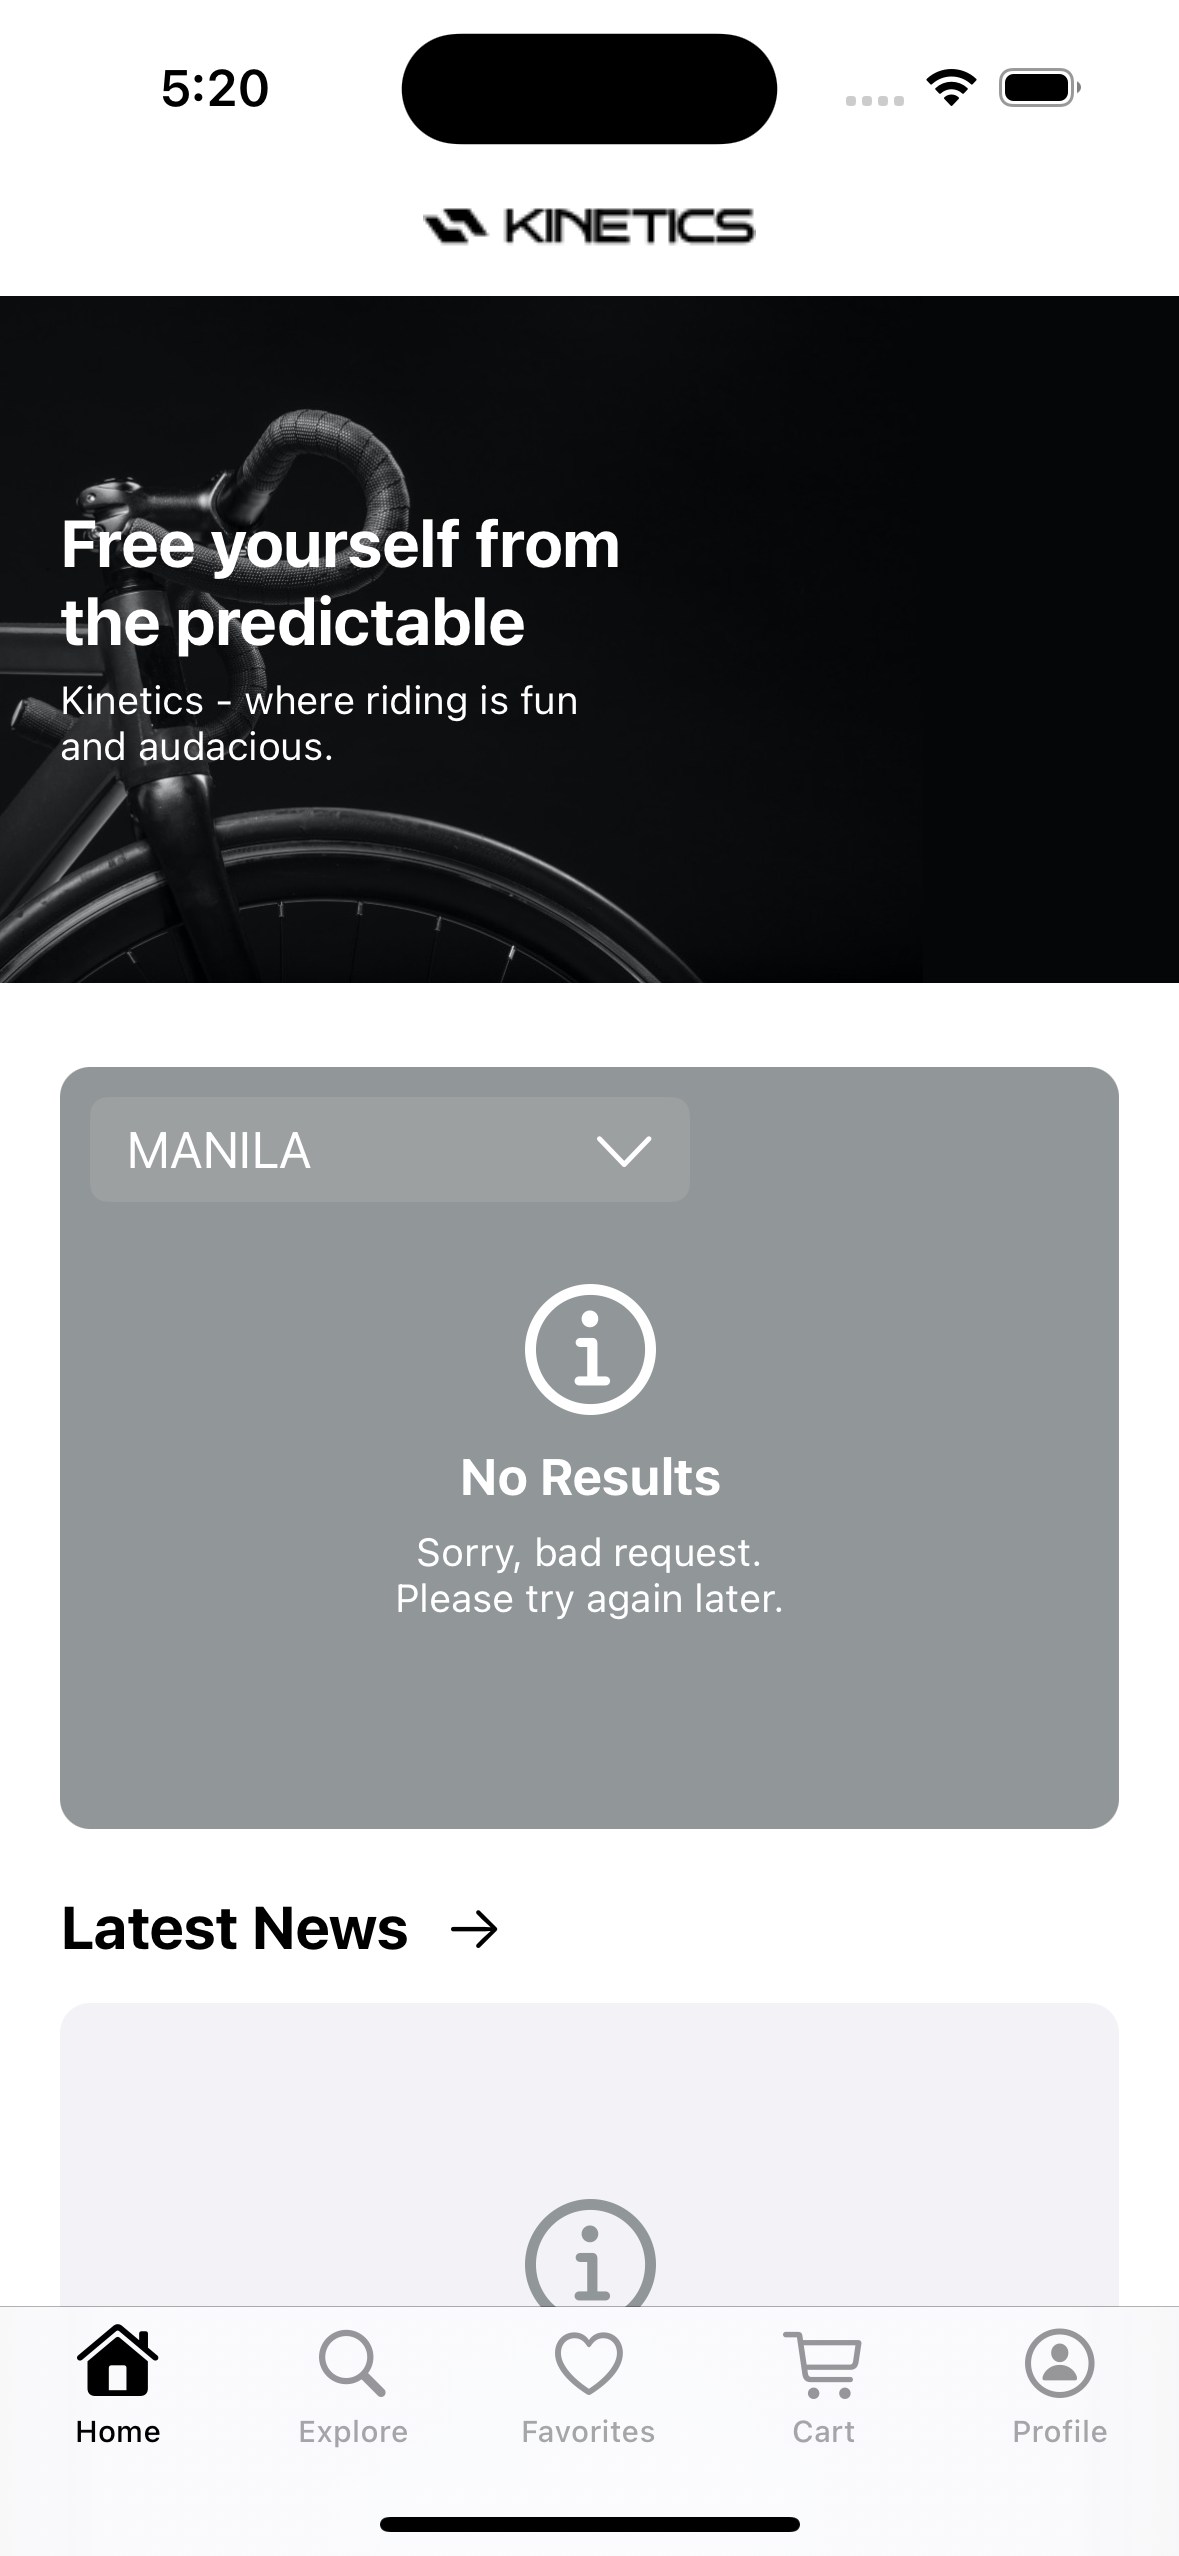 5:20
KINETICS
Free yourself from
the predictable
Kinetics - where riding is fun
and audacious.
MANILA
No Results
Sorry, bad request.
Please try again later.
Latest News
Home
Explore
Favorites
Cart
Profile